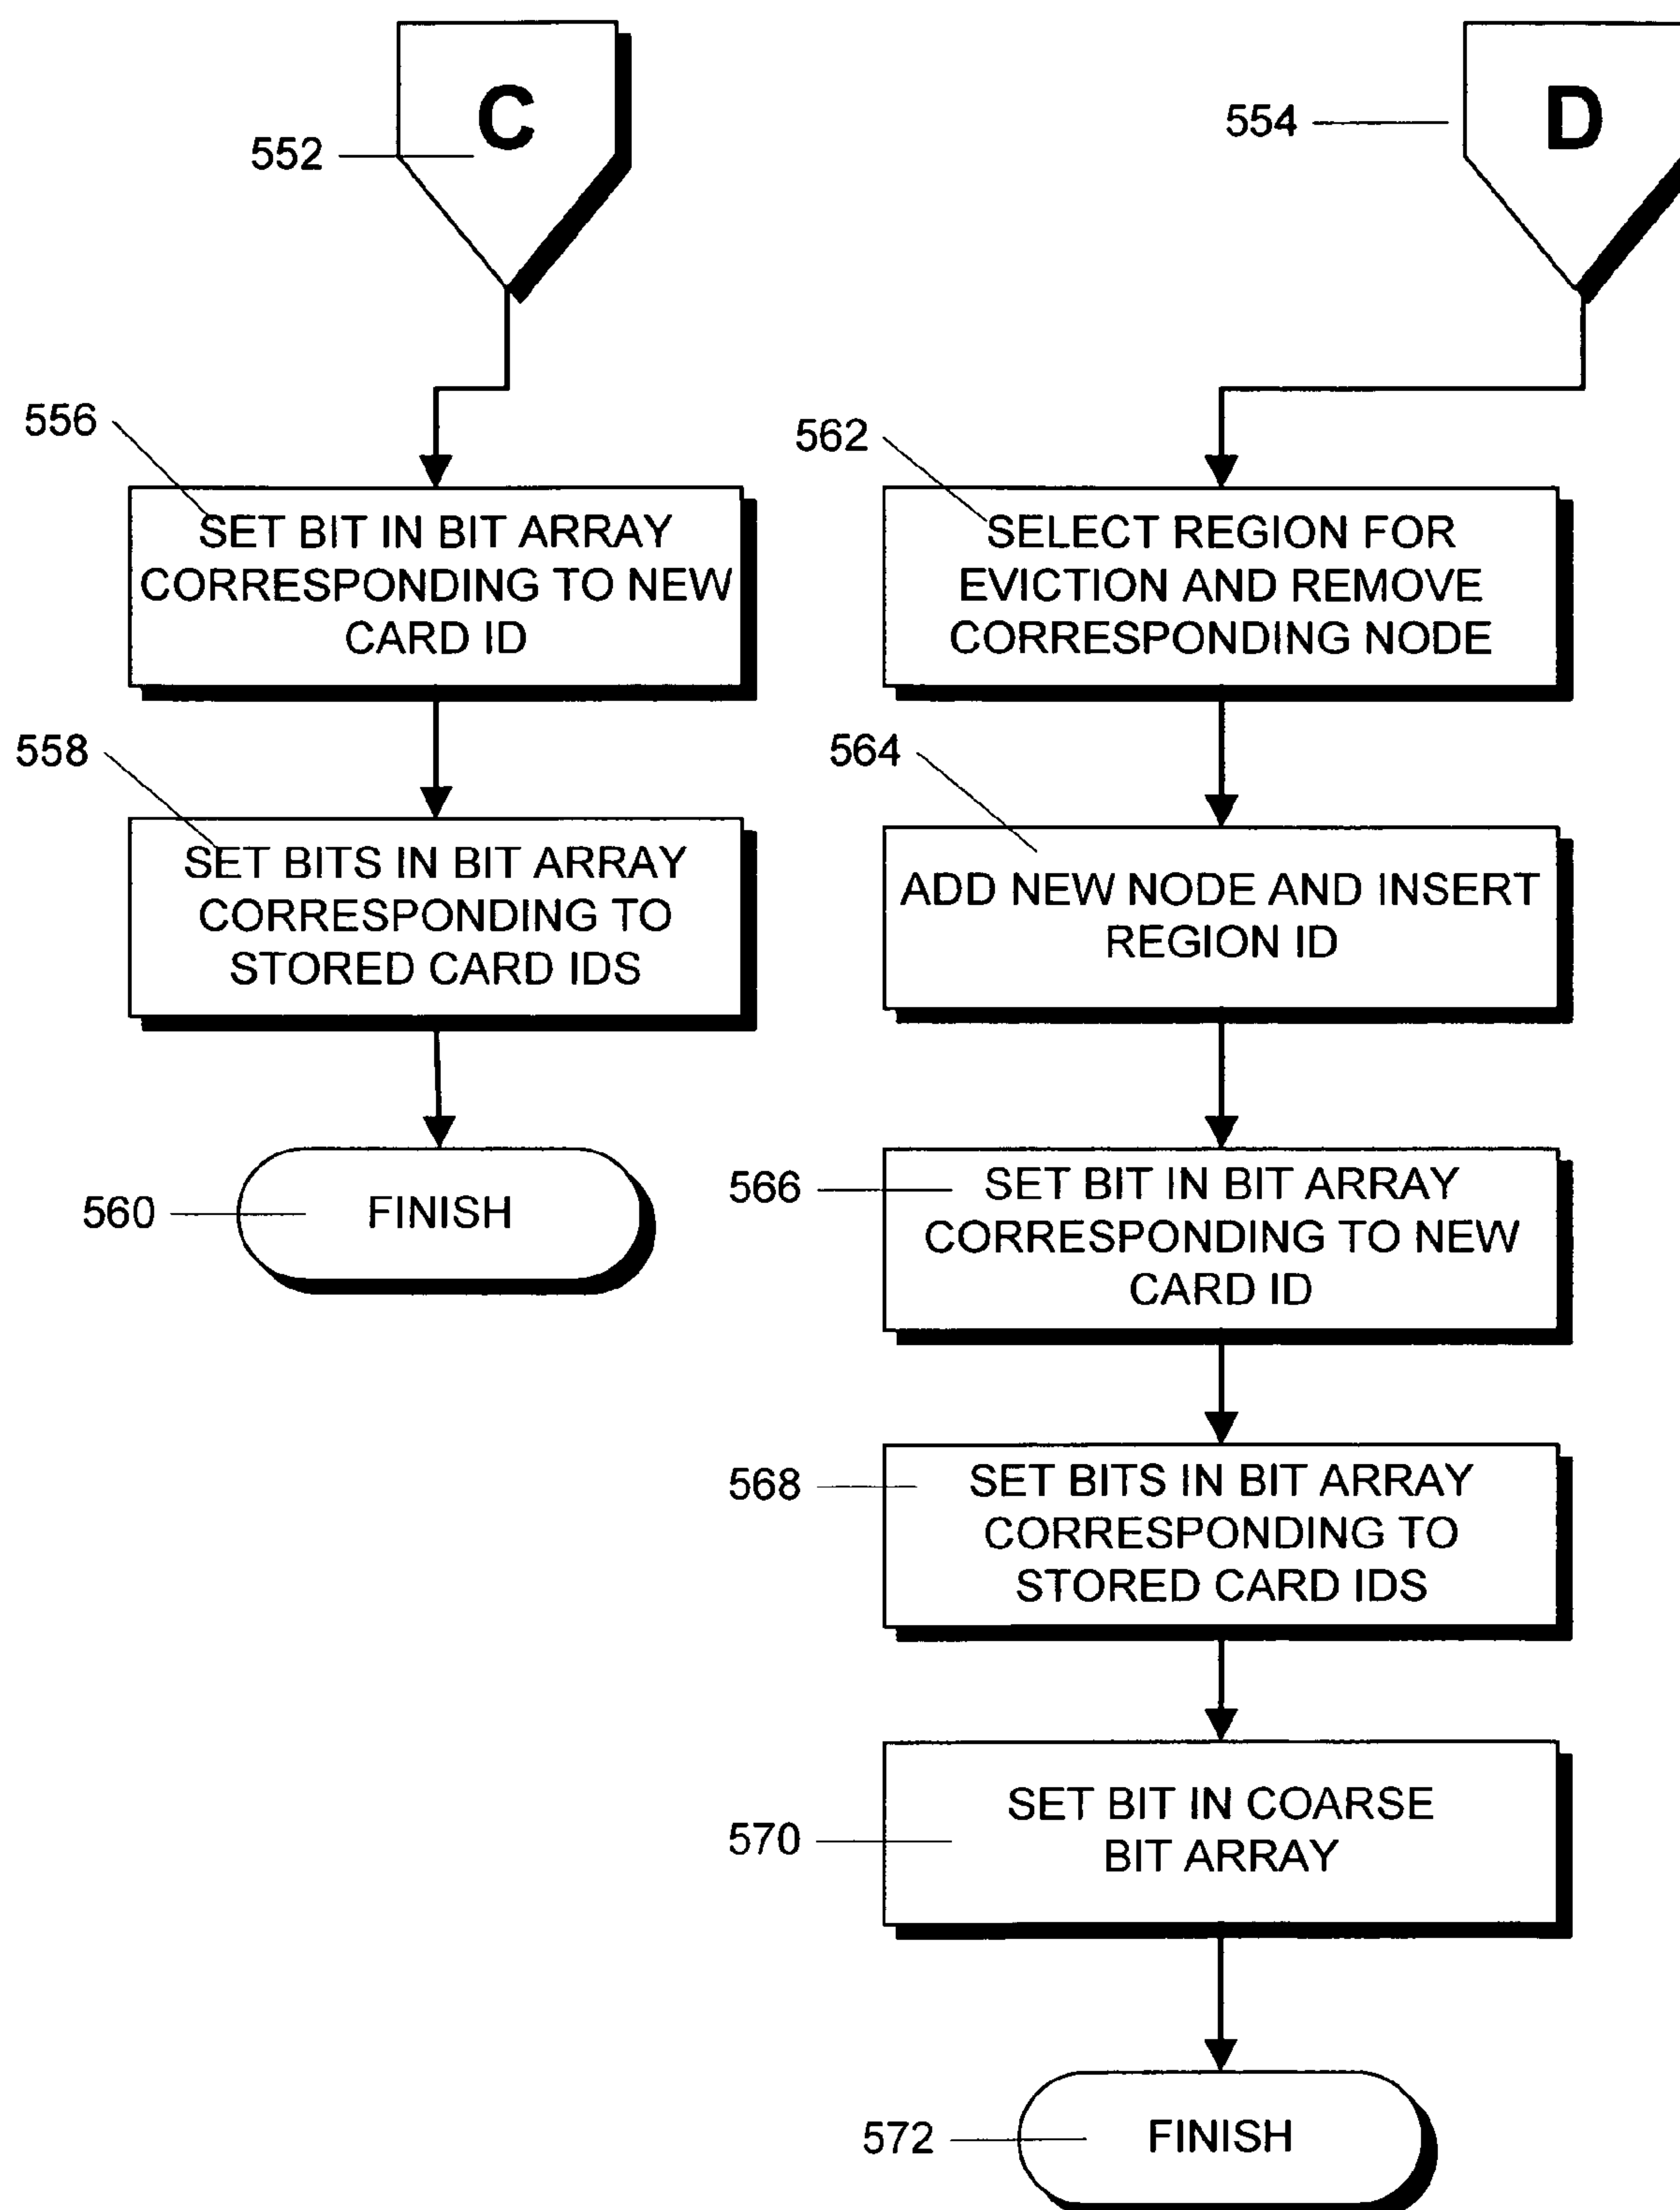 C
552
556
SET BIT IN BIT ARRAY
CORRESPONDING TO NEW
CARD ID
558
SET BITS IN BIT ARRAY
CORRESPONDING TO
STORED CARD IDS
560
FINISH
D
554
562
SELECT REGION FOR
EVICTION AND REMOVE
CORRESPONDING NODE
564
ADD NEW NODE AND INSERT
REGION ID
566
SET BIT IN BIT ARRAY
CORRESPONDING TO NEW
CARD ID
568
SET BITS IN BIT ARRAY
CORRESPONDING TO
STORED CARD IDS
570
SET BIT IN COARSE
BIT ARRAY
572
FINISH